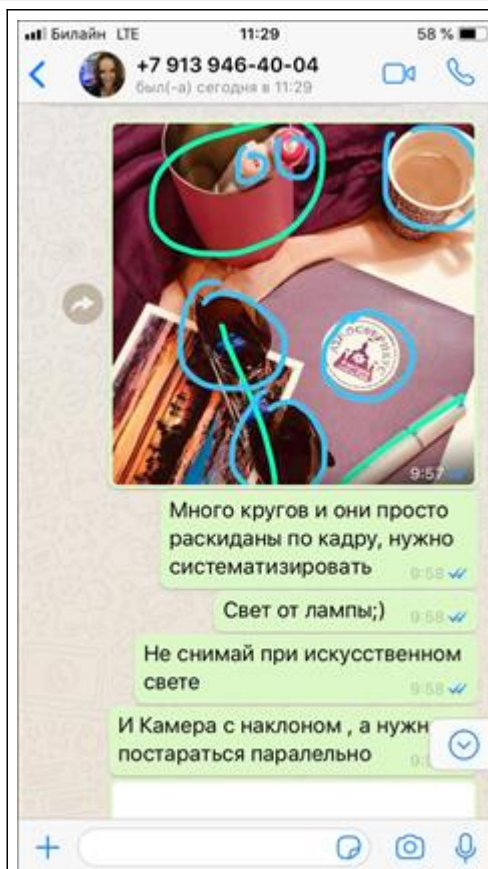 Билайн LTE 11:29 58 %
+7 913 946-40-04
был(-а) сегодня в 11:29
9:57
Много кругов и они просто
раскиданы по кадру, нужно
систематизировать 9:58
Свет от лампы;) 9:58
Не снимай при искусственном
свете 9:58
И Камера с наклоном , а
постараться паралельно